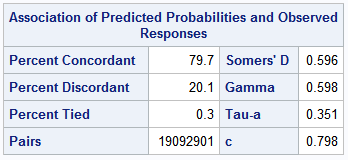 Association of Predicted Probabilities and Observed
Responses
Percent Concordant 79.7 Somers' D 0.596
Percent Discordant 20.1 Gamma 0.598
Percent Tied 0.3 Tau-a 0.351
Pairs 19092901 c 0.798